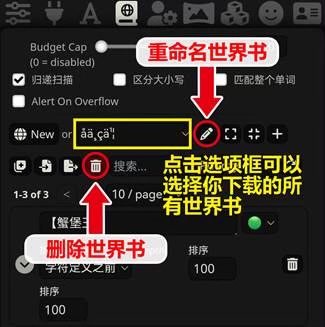 Budget Cap
(0 = disabled)
重命名世界书
归递扫描
区分大小写
匹配整个单词
Alert On Overflow
New or åä¸çä¹¦
搜索...
点击选项框可以
选择你下载的所
有世界书
1-3 of 3
10 / page
删除世界书
【蟹堡王
排序
字符定义之前
100
100
排序
100